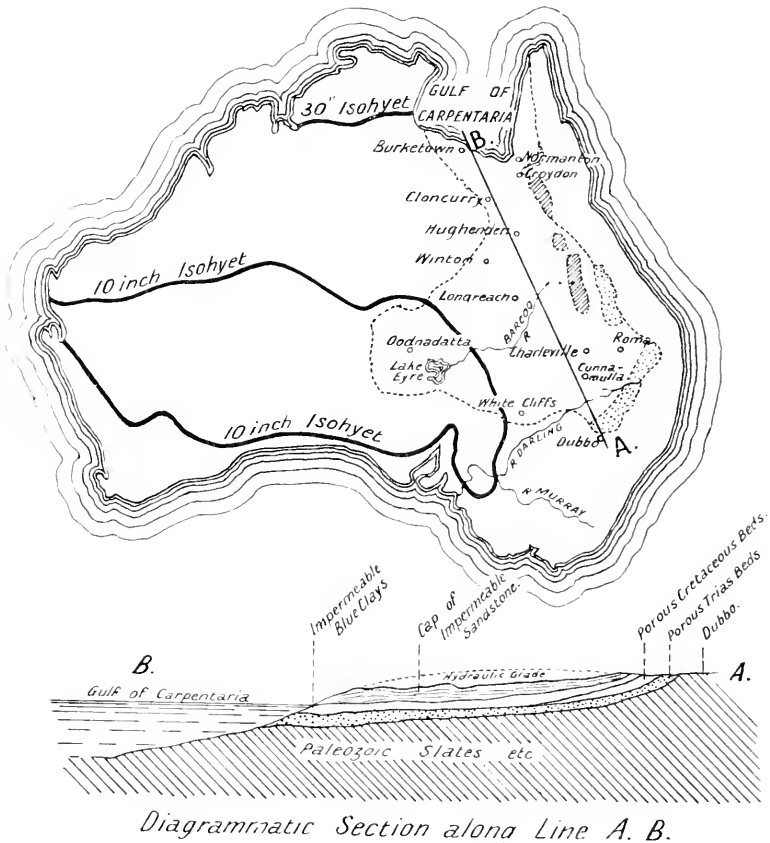 GULF OF
CARPENTARIA
30" Isohyet
B.
Burketown
Normanton
Croydon
Cloncurry
Hughenden
Winton
10 inch Isohyet
Longreach
BARCOO
R
Oodnadatta
Lake
Eyre
Charleville
Roma
Cunna-
mulla
White Cliffs
10 inch Isohyet
R DARLING
Dubbo
A.
R MURRAY
Impermeable
Blue Clays
Cap of
Impermeable
Sandstone.
Porous Cretaceous Beds.
Porous Trias Beds
Dubbo.
B.
Hydraulic Grade
A.
Gulf of Carpentaria
Paleozoic Slates etc
Diagrammatic Section along Line A. B.